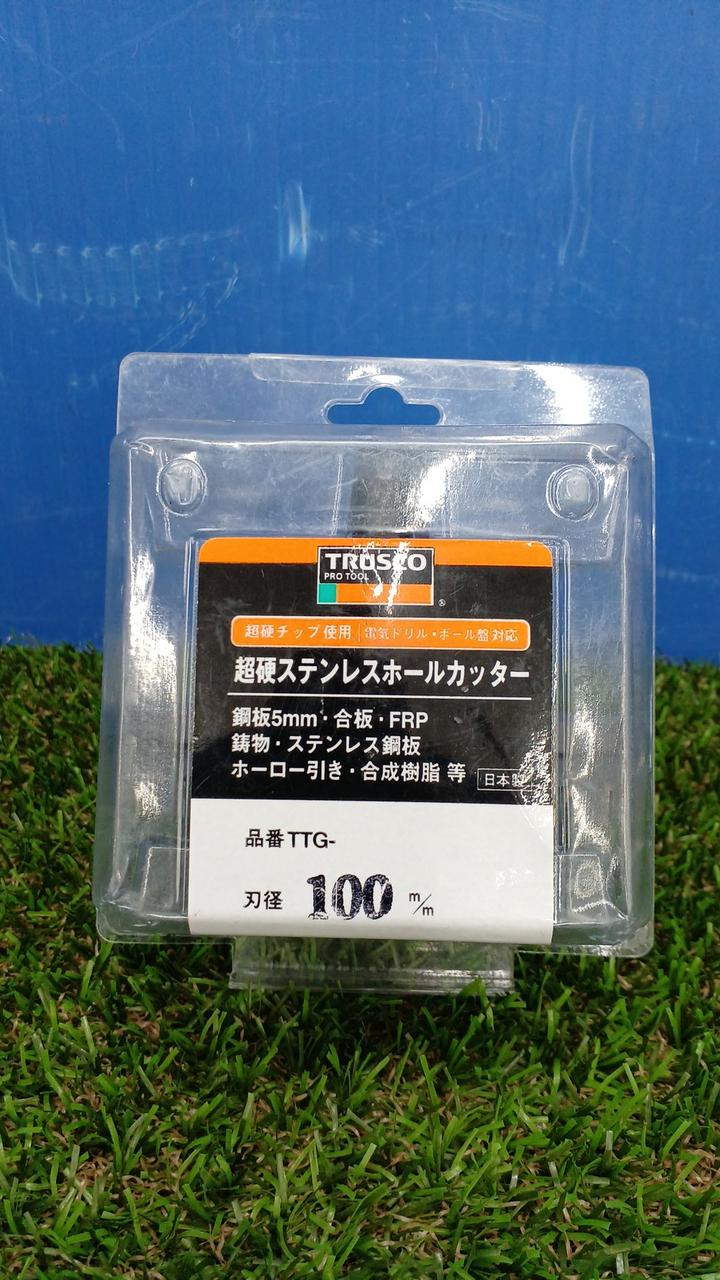 TRUSCO
PRO TOOL
®
超硬チップ使用 | 電気ドリル・ボール盤対応
超硬ステンレスホールカッター
鋼板5mm・合板・FRP
鋳物・ステンレス鋼板
ホーロー引き・合成樹脂 等 日本製
品番 TTG-
刃径 100 m/m